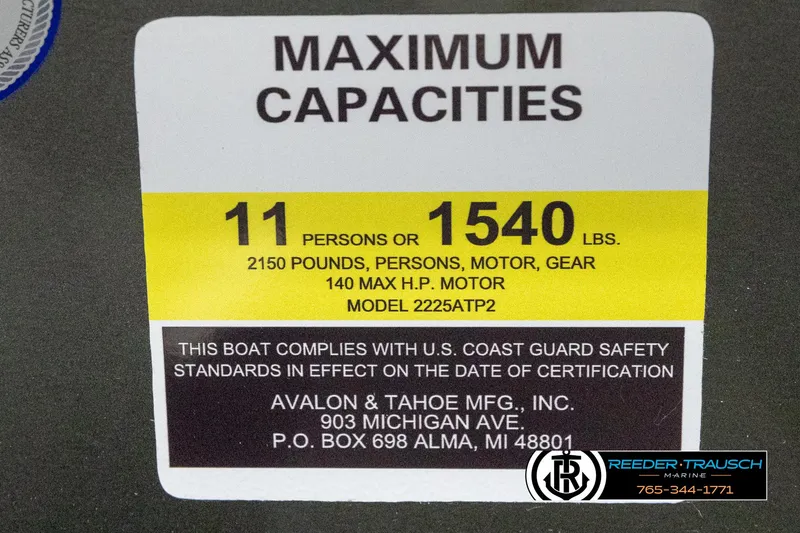 CTURERS ASS
MAXIMUM
CAPACITIES
11 PERSONS OR 1540 LBS.
2150 POUNDS, PERSONS, MOTOR, GEAR
140 MAX H.P. MOTOR
MODEL 2225ATP2
THIS BOAT COMPLIES WITH U.S. COAST GUARD SAFETY
STANDARDS IN EFFECT ON THE DATE OF CERTIFICATION
AVALON & TAHOE MFG., INC.
903 MICHIGAN AVE.
P.O. BOX 698 ALMA, MI 48801
REEDER·TRAUSCH
MARINE
765-344-1771